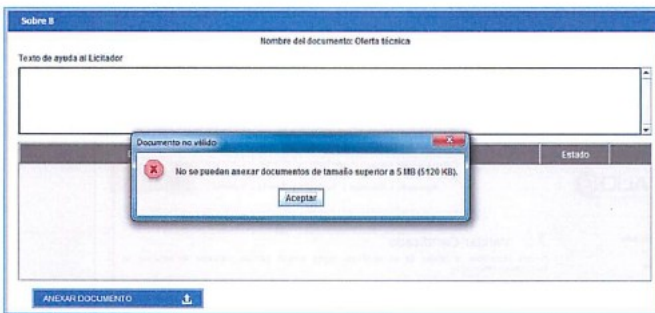 Sobre B
Nombre del documento: Oferta técnica
Texto de ayuda al Licitador
Documento no válido
Estado
No se pueden anexar documentos de tamaño superior a 5 MB (5120 KB).
Aceptar
ANEXAR DOCUMENTO